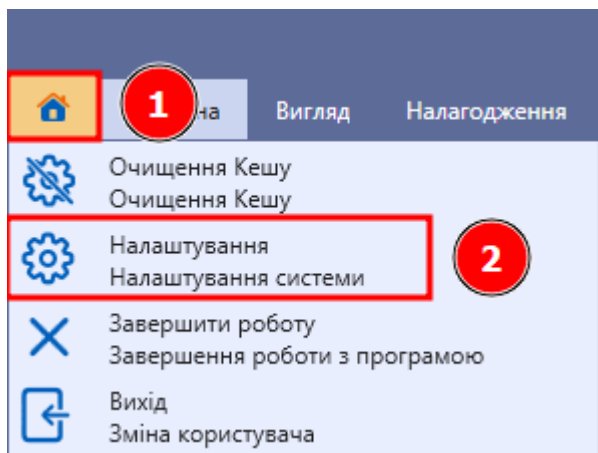 1
на Вигляд Налагодження
Очищення Кешу
Очищення Кешу
Налаштування
Налаштування системи
2
Завершити роботу
Завершення роботи з програмою
Вихід
Зміна користувача